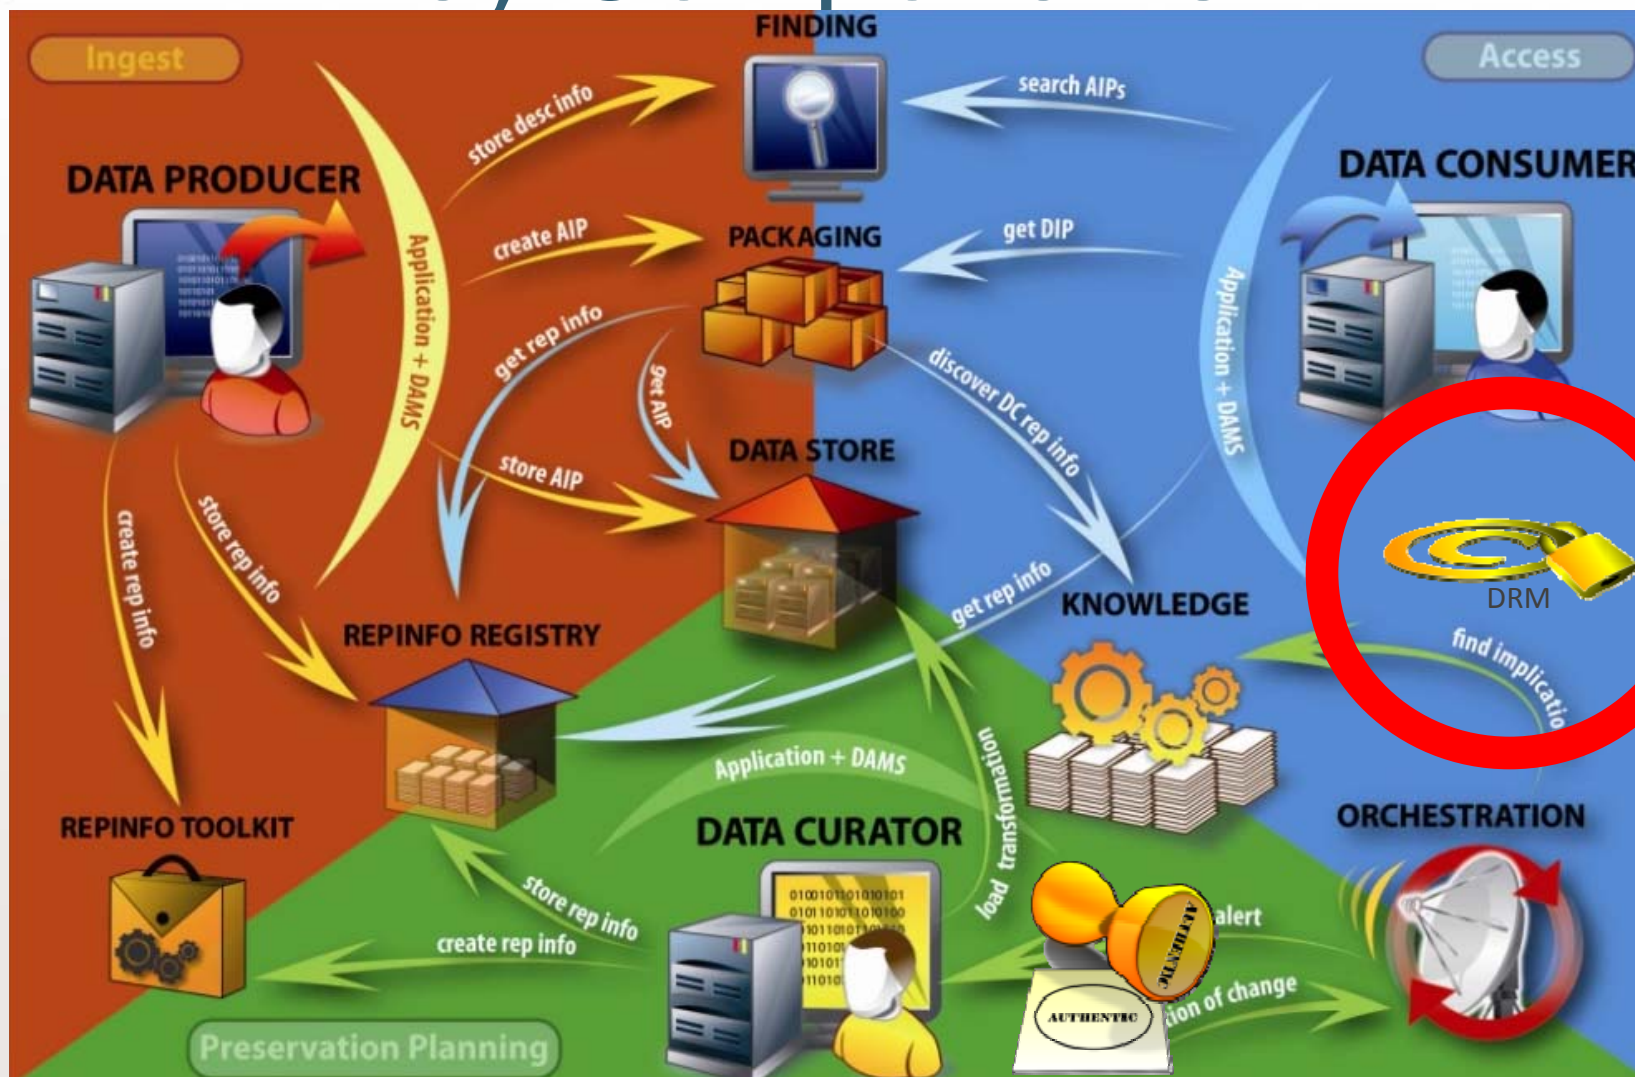 FINDING
Ingest
Access
store desc info
search AIPs
DATA PRODUCER
DATA CONSUMER
create AIP
PACKAGING
get DIP
Application + DAMS
Application + DAMS
get rep info
get AIP
discover DC rep info
DATA STORE
store AIP
create rep info
store rep info
get rep info
KNOWLEDGE
DRM
REPINFO REGISTRY
find implicatio
Application + DAMS
load transformation
REPINFO TOOLKIT
DATA CURATOR
ORCHESTRATION
0100101101010101
0101101011010100
store rep info
create rep info
alert
AUTHENTIC
AUTHENTIC
AUTHENTIC
tion of change
Preservation Planning